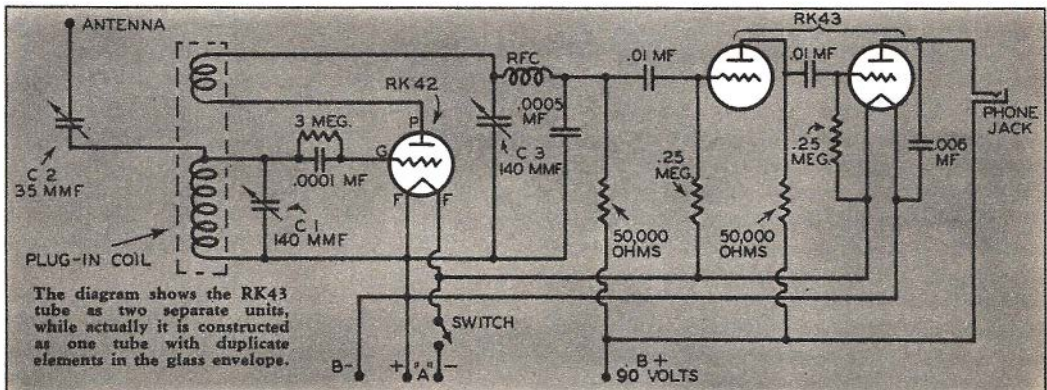 ANTENNA
RK43
RFC
.01 MF
.01 MF
RK42
P
3 MEG.
.0005
MF
PHONE
JACK
G
C 3
140 MMF
.25
MEG.
.006
MF
C 2
35 MMF
.0001 MF
F
F
.25
MEG.
C 1
140 MMF
50,000
OHMS
50,000
OHMS
PLUG-IN COIL
The diagram shows the RK43
tube as two separate units,
while actually it is constructed
as one tube with duplicate
elements in the glass envelope.
SWITCH
B-
+ "A" -
B +
90 VOLTS